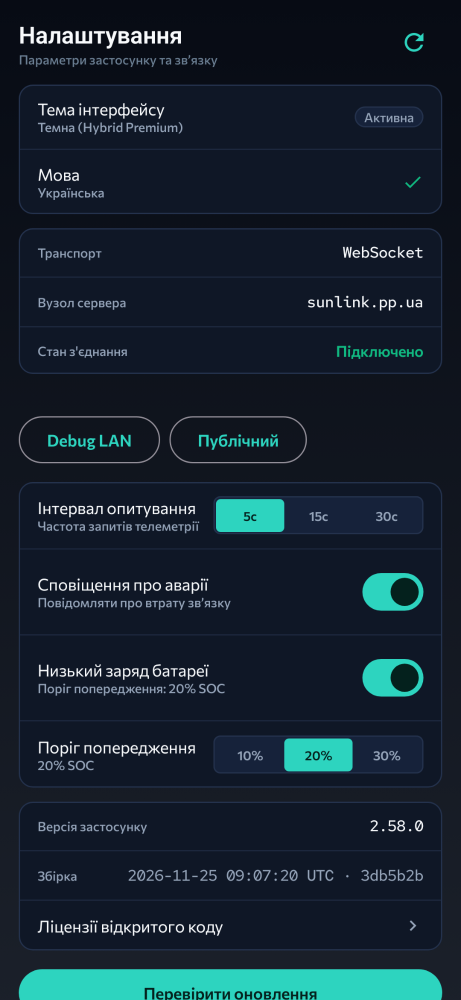 Налаштування
Параметри застосунку та зв’язку
Тема інтерфейсу
Темна (Hybrid Premium)
Активна
Мова
Українська
Транспорт
WebSocket
Вузол сервера
sunlink.pp.ua
Стан з'єднання
Підключено
Debug LAN
Публічний
Інтервал опитування
Частота запитів телеметрії
5с
15с
30с
Сповіщення про аварії
Повідомляти про втрату зв’язку
Низький заряд батареї
Поріг попередження: 20% SOC
Поріг попередження
20% SOC
10%
20%
30%
Версія застосунку
2.58.0
Збірка
2026-11-25 09:07:20 UTC · 3db5b2b
Ліцензії відкритого коду
Перевірити оновлення